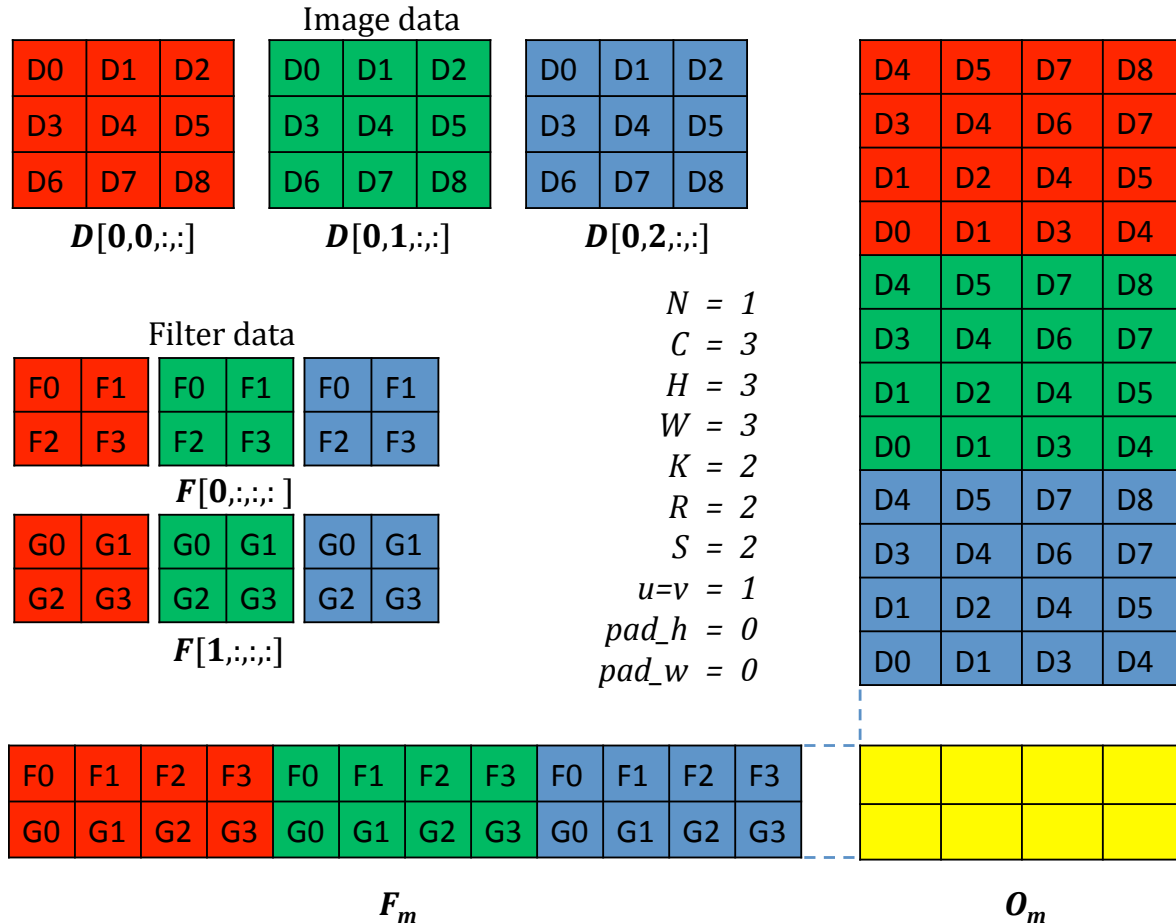 Image data
D0 D1 D2
D3 D4 D5
D6 D7 D8
D[0,0,:,:]
D0 D1 D2
D3 D4 D5
D6 D7 D8
D[0,1,:,:]
D0 D1 D2
D3 D4 D5
D6 D7 D8
D[0,2,:,:]
Filter data
F0 F1 F0 F1 F0 F1
F2 F3 F2 F3 F2 F3
F[0,:,:,: ]
G0 G1 G0 G1 G0 G1
G2 G3 G2 G3 G2 G3
F[1,:,:,:]
N = 1
C = 3
H = 3
W = 3
K = 2
R = 2
S = 2
u=v = 1
pad_h = 0
pad_w = 0
D4 D5 D7 D8
D3 D4 D6 D7
D1 D2 D4 D5
D0 D1 D3 D4
D4 D5 D7 D8
D3 D4 D6 D7
D1 D2 D4 D5
D0 D1 D3 D4
D4 D5 D7 D8
D3 D4 D6 D7
D1 D2 D4 D5
D0 D1 D3 D4
F0 F1 F2 F3 F0 F1 F2 F3 F0 F1 F2 F3
G0 G1 G2 G3 G0 G1 G2 G3 G0 G1 G2 G3
Fm
Om